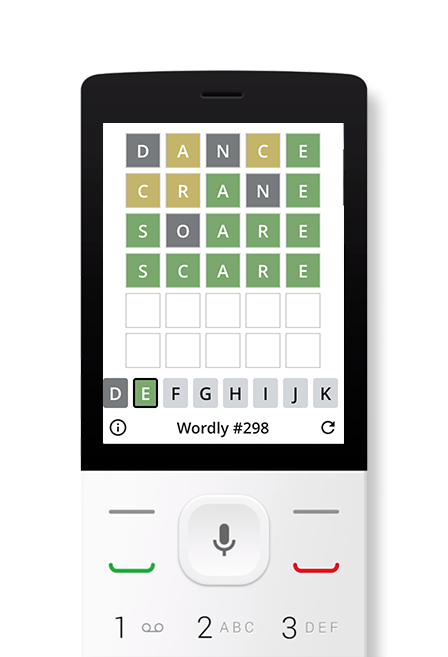 D A N C E
C R A N E
S O A R E
S C A R E
D E F G H I J K
Wordly #298
1 2 ABC 3 DEF